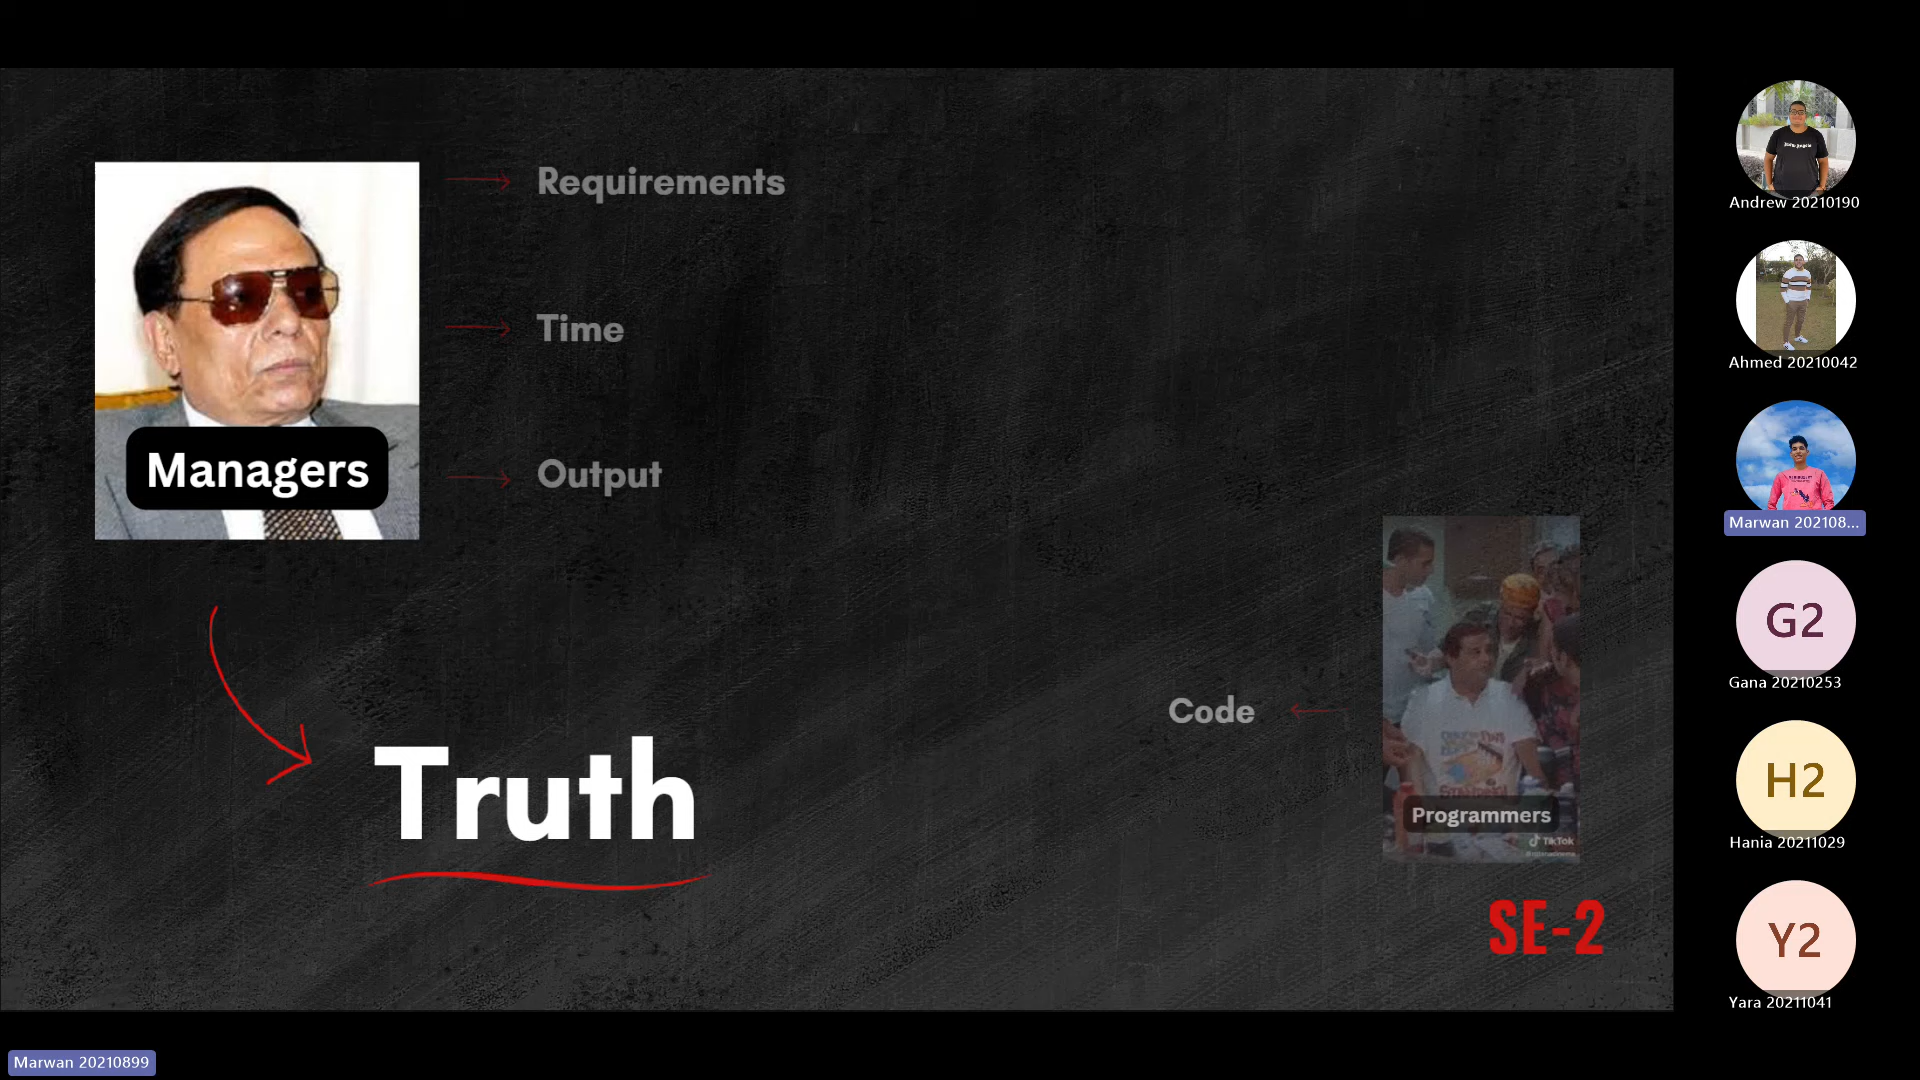 Requirements
Time
Output
Managers
Truth
Code
Programmers
TikTok
SE-2
Andrew 20210190
Ahmed 20210042
Marwan 202108...
G2
Gana 20210253
H2
Hania 20211029
Y2
Yara 20211041
Marwan 20210899